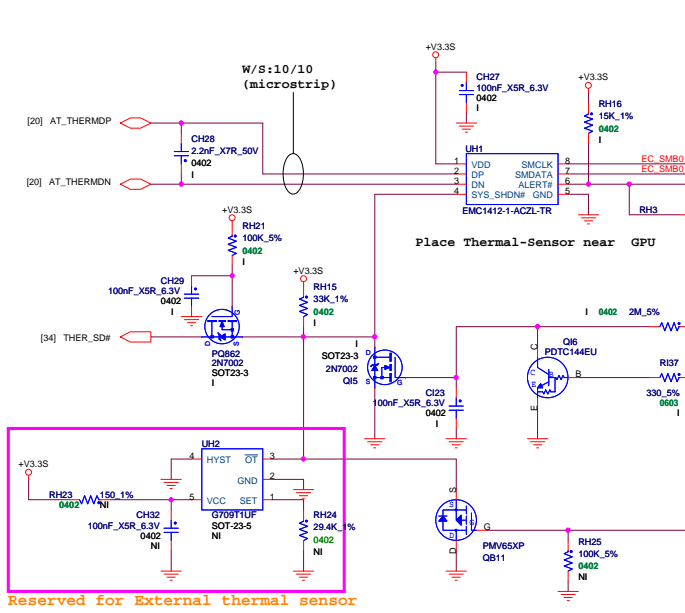 +V3.3S
W/S:10/10
(microstrip)
CH27
100nF_X5R_6.3V
0402
I
+V3.3S
RH16
15K_1%
0402
I
[20] AT_THERMDP
CH28
2.2nF_X7R_50V
0402
I
[20] AT_THERMDN
UH1
1 VDD SMCLK 8 EC_SMB0
2 DP SMDATA 7 EC_SMB0
3 DN ALERT# 6
4 SYS_SHDN# GND 5
EMC1412-1-ACZL-TR
RH3
Place Thermal-Sensor near GPU
+V3.3S
RH21
100K_5%
0402
I
+V3.3S
CH29
100nF_X5R_6.3V
0402
I
RH15
33K_1%
0402
I
G
D S
[34] THER_SD#
PQ862
2N7002
SOT23-3
I
I
SOT23-3
2N7002
QI5
D
S
G
CI23
100nF_X5R_6.3V
0402
I
I 0402 2M_5%
QI6
PDTC144EU
C
C
B
E
B
E
RI37
330_5%
0603
I
UH2
4 HYST OT 3
GND 2
5 VCC SET 1
G709T1UF
SOT-23-5
NI
+V3.3S
RH23 150_1%
0402 NI
CH32
100nF_X5R_6.3V
0402
NI
RH24
29.4K_1%
0402
NI
S
S
G
G
D
D
PMV65XP
QB11
RH25
100K_5%
0402
NI
Reserved for External thermal sensor